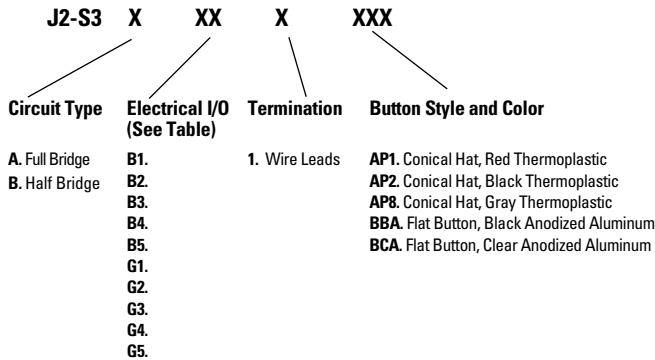 J2-S3 X XX X XXX
Circuit Type
A. Full Bridge
B. Half Bridge
Electrical I/O
(See Table)
B1.
B2.
B3.
B4.
B5.
G1.
G2.
G3.
G4.
G5.
Termination
1. Wire Leads
Button Style and Color
AP1. Conical Hat, Red Thermoplastic
AP2. Conical Hat, Black Thermoplastic
AP8. Conical Hat, Gray Thermoplastic
BBA. Flat Button, Black Anodized Aluminum
BCA. Flat Button, Clear Anodized Aluminum